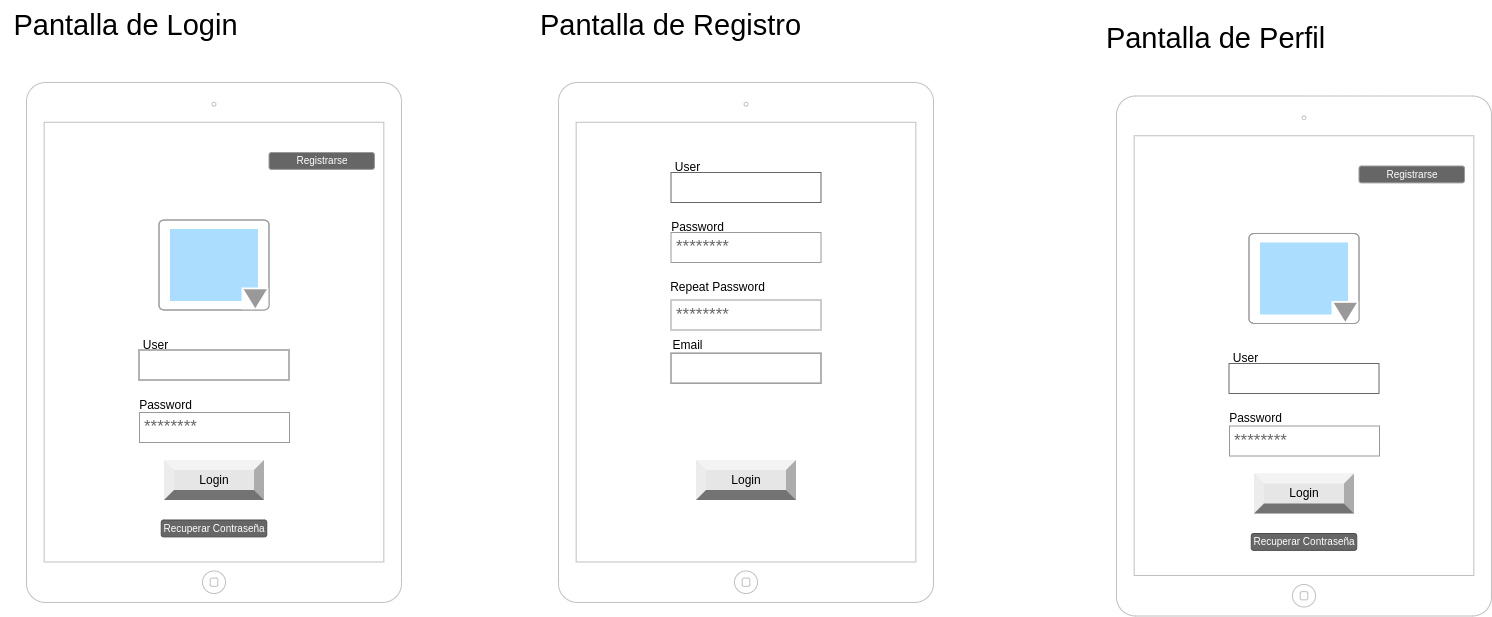 Pantalla de Login
Registrarse
User
Password
********
Login
Recuperar Contraseña
Pantalla de Registro
User
Password
********
Repeat Password
********
Email
Login
Pantalla de Perfil
Registrarse
User
Password
********
Login
Recuperar Contraseña